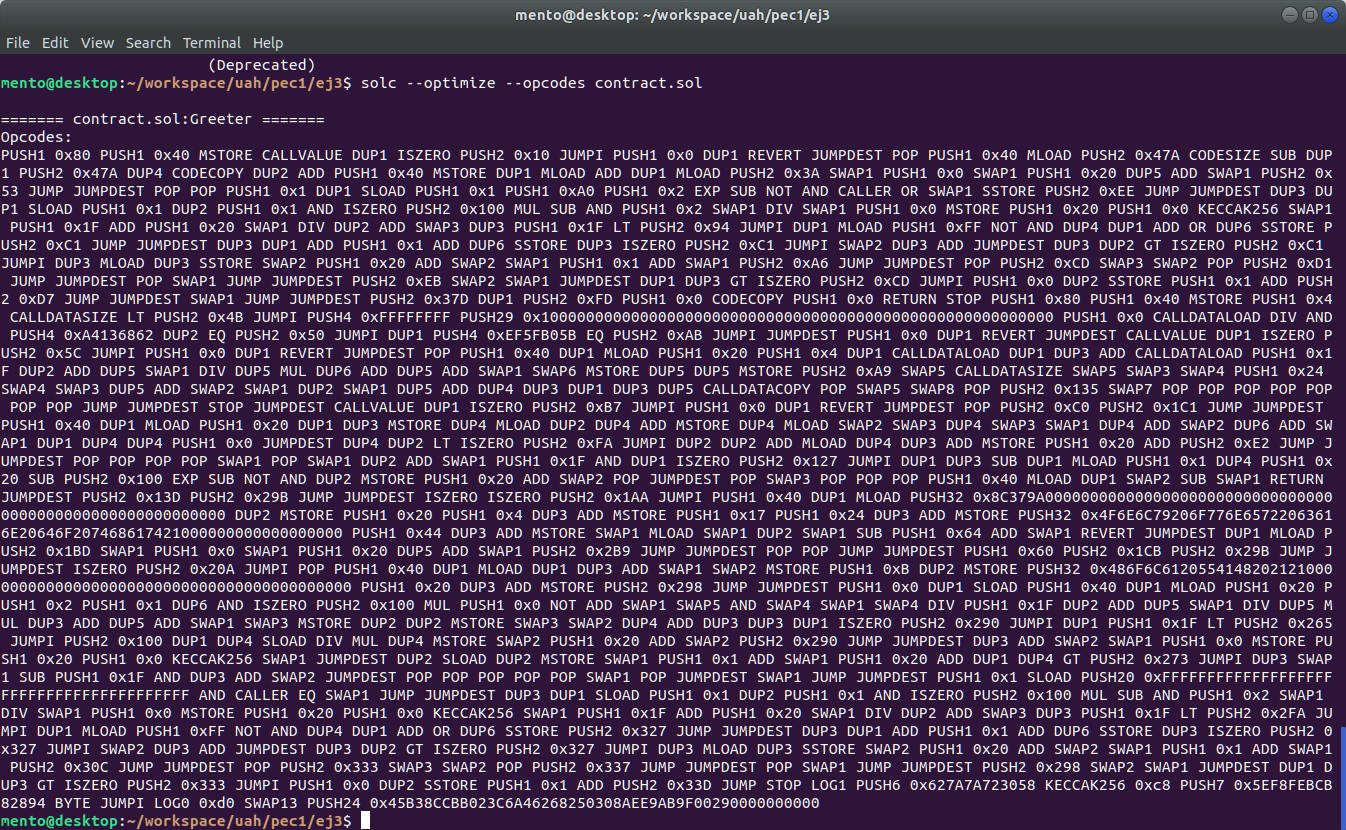 mento@desktop: ~/workspace/uah/pec1/ej3
File Edit View Search Terminal Help
(Deprecated)
mento@desktop:~/workspace/uah/pec1/ej3$ solc --optimize --opcodes contract.sol
======= contract.sol:Greeter =======
Opcodes:
PUSH1 0x80 PUSH1 0x40 MSTORE CALLVALUE DUP1 ISZERO PUSH2 0x10 JUMPI PUSH1 0x0 DUP1 REVERT JUMPDEST POP PUSH1 0x40 MLOAD PUSH2 0x47A CODESIZE SUB DUP
1 PUSH2 0x47A DUP4 CODECOPY DUP2 ADD PUSH1 0x40 MSTORE DUP1 MLOAD ADD DUP1 MLOAD PUSH2 0x3A SWAP1 PUSH1 0x0 SWAP1 PUSH1 0x20 DUP5 ADD SWAP1 PUSH2 0x
53 JUMP JUMPDEST POP POP PUSH1 0x1 DUP1 SLOAD PUSH1 0x1 PUSH1 0xA0 PUSH1 0x2 EXP SUB NOT AND CALLER OR SWAP1 SSTORE PUSH2 0xEE JUMP JUMPDEST DUP3 DU
P1 SLOAD PUSH1 0x1 DUP2 PUSH1 0x1 AND ISZERO PUSH2 0x100 MUL SUB AND PUSH1 0x2 SWAP1 DIV SWAP1 PUSH1 0x0 MSTORE PUSH1 0x20 PUSH1 0x0 KECCAK256 SWAP1
PUSH1 0x1F ADD PUSH1 0x20 SWAP1 DIV DUP2 ADD SWAP3 DUP3 PUSH1 0x1F LT PUSH2 0x94 JUMPI DUP1 MLOAD PUSH1 0xFF NOT AND DUP4 DUP1 ADD OR DUP6 SSTORE P
USH2 0xC1 JUMP JUMPDEST DUP3 DUP1 ADD PUSH1 0x1 ADD DUP6 SSTORE DUP3 ISZERO PUSH2 0xC1 JUMPI SWAP2 DUP3 ADD JUMPDEST DUP3 DUP2 GT ISZERO PUSH2 0xC1
JUMPI DUP3 MLOAD DUP3 SSTORE SWAP2 PUSH1 0x20 ADD SWAP2 SWAP1 PUSH1 0x1 ADD SWAP1 PUSH2 0xA6 JUMP JUMPDEST POP PUSH2 0xCD SWAP3 SWAP2 POP PUSH2 0xD1
JUMP JUMPDEST POP SWAP1 JUMP JUMPDEST PUSH2 0xEB SWAP2 SWAP1 JUMPDEST DUP1 DUP3 GT ISZERO PUSH2 0xCD JUMPI PUSH1 0x0 DUP2 SSTORE PUSH1 0x1 ADD PUSH
2 0xD7 JUMP JUMPDEST SWAP1 JUMP JUMPDEST PUSH2 0x37D DUP1 PUSH2 0xFD PUSH1 0x0 CODECOPY PUSH1 0x0 RETURN STOP PUSH1 0x80 PUSH1 0x40 MSTORE PUSH1 0x4
CALLDATASIZE LT PUSH2 0x4B JUMPI PUSH4 0xFFFFFFFF PUSH29 0x100000000000000000000000000000000000000000000000000000000 PUSH1 0x0 CALLDATALOAD DIV AND
PUSH4 0xA4136862 DUP2 EQ PUSH2 0x50 JUMPI DUP1 PUSH4 0xEF5FB05B EQ PUSH2 0xAB JUMPI JUMPDEST PUSH1 0x0 DUP1 REVERT JUMPDEST CALLVALUE DUP1 ISZERO P
USH2 0x5C JUMPI PUSH1 0x0 DUP1 REVERT JUMPDEST POP PUSH1 0x40 DUP1 MLOAD PUSH1 0x20 PUSH1 0x4 DUP1 CALLDATALOAD DUP1 DUP3 ADD CALLDATALOAD PUSH1 0x1
F DUP2 ADD DUP5 SWAP1 DIV DUP5 MUL DUP6 ADD DUP5 ADD SWAP1 SWAP6 MSTORE DUP5 DUP5 MSTORE PUSH2 0xA9 SWAP5 CALLDATASIZE SWAP5 SWAP3 SWAP4 PUSH1 0x24
SWAP4 SWAP3 DUP5 ADD SWAP2 SWAP1 DUP2 SWAP1 DUP5 ADD DUP4 DUP3 DUP1 DUP3 DUP5 CALLDATACOPY POP SWAP5 SWAP8 POP PUSH2 0x135 SWAP7 POP POP POP POP POP
POP POP JUMP JUMPDEST STOP JUMPDEST CALLVALUE DUP1 ISZERO PUSH2 0xB7 JUMPI PUSH1 0x0 DUP1 REVERT JUMPDEST POP PUSH2 0xC0 PUSH2 0x1C1 JUMP JUMPDEST
PUSH1 0x40 DUP1 MLOAD PUSH1 0x20 DUP1 DUP3 MSTORE DUP4 MLOAD DUP2 DUP4 ADD MSTORE DUP4 MLOAD SWAP2 SWAP3 DUP4 SWAP3 SWAP1 DUP4 ADD SWAP2 DUP6 ADD SW
AP1 DUP1 DUP4 DUP4 PUSH1 0x0 JUMPDEST DUP4 DUP2 LT ISZERO PUSH2 0xFA JUMPI DUP2 DUP2 ADD MLOAD DUP4 DUP3 ADD MSTORE PUSH1 0x20 ADD PUSH2 0xE2 JUMP J
UMPDEST POP POP POP POP SWAP1 POP SWAP1 DUP2 ADD SWAP1 PUSH1 0x1F AND DUP1 ISZERO PUSH2 0x127 JUMPI DUP1 DUP3 SUB DUP1 MLOAD PUSH1 0x1 DUP4 PUSH1 0x
20 SUB PUSH2 0x100 EXP SUB NOT AND DUP2 MSTORE PUSH1 0x20 ADD SWAP2 POP JUMPDEST POP SWAP3 POP POP POP PUSH1 0x40 MLOAD DUP1 SWAP2 SUB SWAP1 RETURN
JUMPDEST PUSH2 0x13D PUSH2 0x29B JUMP JUMPDEST ISZERO ISZERO PUSH2 0x1AA JUMPI PUSH1 0x40 DUP1 MLOAD PUSH32 0x8C379A00000000000000000000000000000000
0000000000000000000000000 DUP2 MSTORE PUSH1 0x20 PUSH1 0x4 DUP3 ADD MSTORE PUSH1 0x17 PUSH1 0x24 DUP3 ADD MSTORE PUSH32 0x4F6E6C79206F776E6572206361
6E20646F2074686174210000000000000000000 PUSH1 0x44 DUP3 ADD MSTORE SWAP1 MLOAD SWAP1 DUP2 SWAP1 SUB PUSH1 0x64 ADD SWAP1 REVERT JUMPDEST DUP1 MLOAD P
USH2 0x1BD SWAP1 PUSH1 0x0 SWAP1 PUSH1 0x20 DUP5 ADD SWAP1 PUSH2 0x2B9 JUMP JUMPDEST POP POP JUMP JUMPDEST PUSH1 0x60 PUSH2 0x1CB PUSH2 0x29B JUMP J
UMPDEST ISZERO PUSH2 0x20A JUMPI POP PUSH1 0x40 DUP1 MLOAD DUP1 DUP3 ADD SWAP1 SWAP2 MSTORE PUSH1 0xB DUP2 MSTORE PUSH32 0x486F6C6120554148202121000
000000000000000000000000000000000000000 PUSH1 0x20 DUP3 ADD MSTORE PUSH2 0x298 JUMP JUMPDEST PUSH1 0x0 DUP1 SLOAD PUSH1 0x40 DUP1 MLOAD PUSH1 0x20 P
USH1 0x2 PUSH1 0x1 DUP6 AND ISZERO PUSH2 0x100 MUL PUSH1 0x0 NOT ADD SWAP1 SWAP5 AND SWAP4 SWAP1 SWAP4 DIV PUSH1 0x1F DUP2 ADD DUP5 SWAP1 DIV DUP5 M
UL DUP3 ADD DUP5 ADD SWAP1 SWAP3 MSTORE DUP2 DUP2 MSTORE SWAP3 SWAP2 DUP4 ADD DUP3 DUP3 DUP1 ISZERO PUSH2 0x290 JUMPI DUP1 PUSH1 0x1F LT PUSH2 0x265
JUMPI PUSH2 0x100 DUP1 DUP4 SLOAD DIV MUL DUP4 MSTORE SWAP2 PUSH1 0x20 ADD SWAP2 PUSH2 0x290 JUMP JUMPDEST DUP3 ADD SWAP2 SWAP1 PUSH1 0x0 MSTORE PU
SH1 0x20 PUSH1 0x0 KECCAK256 SWAP1 JUMPDEST DUP2 SLOAD DUP2 MSTORE SWAP1 PUSH1 0x1 ADD SWAP1 PUSH1 0x20 ADD DUP1 DUP4 GT PUSH2 0x273 JUMPI DUP3 SWAP
1 SUB PUSH1 0x1F AND DUP3 ADD SWAP2 JUMPDEST POP POP POP POP POP SWAP1 POP JUMPDEST SWAP1 JUMP JUMPDEST PUSH1 0x1 SLOAD PUSH20 0xFFFFFFFFFFFFFFFFFFF
FFFFFFFFFFFFFFFFFFFFF AND CALLER EQ SWAP1 JUMP JUMPDEST DUP3 DUP1 SLOAD PUSH1 0x1 DUP2 PUSH1 0x1 AND ISZERO PUSH2 0x100 MUL SUB AND PUSH1 0x2 SWAP1
DIV SWAP1 PUSH1 0x0 MSTORE PUSH1 0x20 PUSH1 0x0 KECCAK256 SWAP1 PUSH1 0x1F ADD PUSH1 0x20 SWAP1 DIV DUP2 ADD SWAP3 DUP3 PUSH1 0x1F LT PUSH2 0x2FA JU
MPI DUP1 MLOAD PUSH1 0xFF NOT AND DUP4 DUP1 ADD OR DUP6 SSTORE PUSH2 0x327 JUMP JUMPDEST DUP3 DUP1 ADD PUSH1 0x1 ADD DUP6 SSTORE DUP3 ISZERO PUSH2 0
x327 JUMPI SWAP2 DUP3 ADD JUMPDEST DUP3 DUP2 GT ISZERO PUSH2 0x327 JUMPI DUP3 MLOAD DUP3 SSTORE SWAP2 PUSH1 0x20 ADD SWAP2 SWAP1 PUSH1 0x1 ADD SWAP1
PUSH2 0x30C JUMP JUMPDEST POP PUSH2 0x333 SWAP3 SWAP2 POP PUSH2 0x337 JUMP JUMPDEST POP SWAP1 JUMP JUMPDEST PUSH2 0x298 SWAP2 SWAP1 JUMPDEST DUP1 D
UP3 GT ISZERO PUSH2 0x333 JUMPI PUSH1 0x0 DUP2 SSTORE PUSH1 0x1 ADD PUSH2 0x33D JUMP STOP LOG1 PUSH6 0x627A7A723058 KECCAK256 0xc8 PUSH7 0x5EF8FEBCB
82894 BYTE JUMPI LOG0 0xd0 SWAP13 PUSH24 0x45B38CCBB023C6A46268250308AEE9AB9F00290000000000
mento@desktop:~/workspace/uah/pec1/ej3$